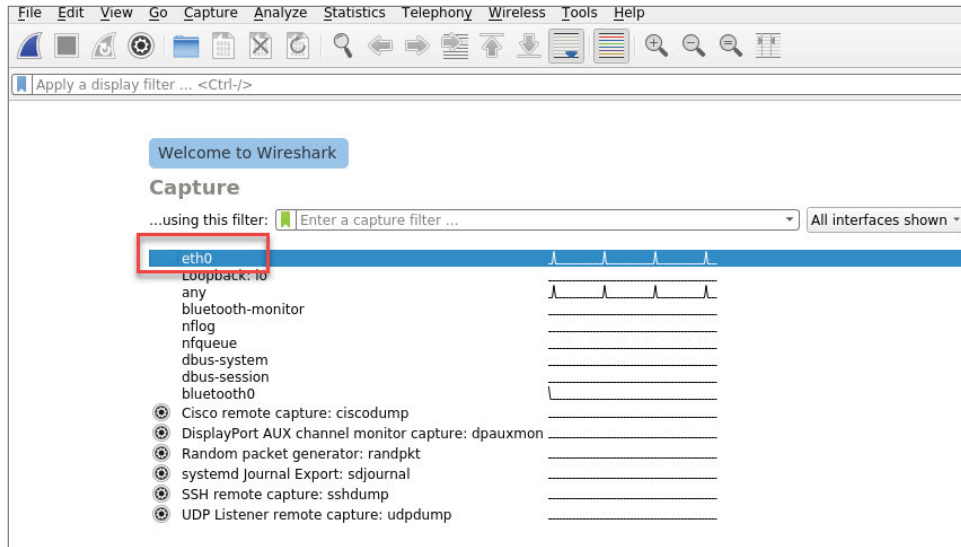 File Edit View Go Capture Analyze Statistics Telephony Wireless Tools Help
Apply a display filter ... <Ctrl-/>
Welcome to Wireshark
Capture
...using this filter: Enter a capture filter ... All interfaces shown
eth0
Loopback: lo
any
bluetooth-monitor
nflog
nfqueue
dbus-system
dbus-session
bluetooth0
Cisco remote capture: ciscodump
DisplayPort AUX channel monitor capture: dpauxmon
Random packet generator: randpkt
systemd Journal Export: sdjournal
SSH remote capture: sshdump
UDP Listener remote capture: udpdump